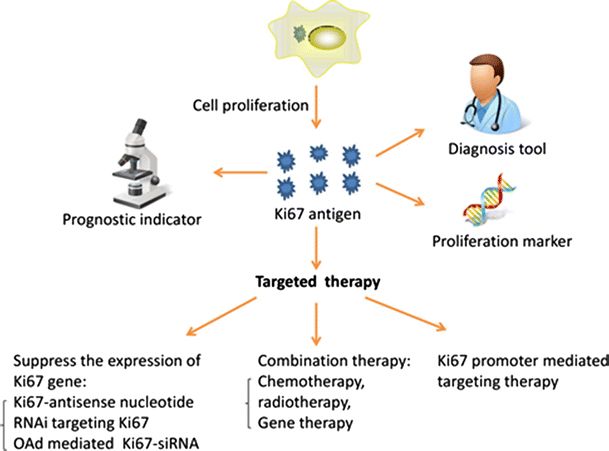 Cell proliferation
Diagnosis tool
Prognostic indicator
Ki67 antigen
Proliferation marker
Targeted therapy
Suppress the expression of
Ki67 gene:
Ki67-antisense nucleotide
RNAi targeting Ki67
OAd mediated Ki67-siRNA
Combination therapy:
Chemotherapy,
radiotherapy,
Gene therapy
Ki67 promoter mediated
targeting therapy